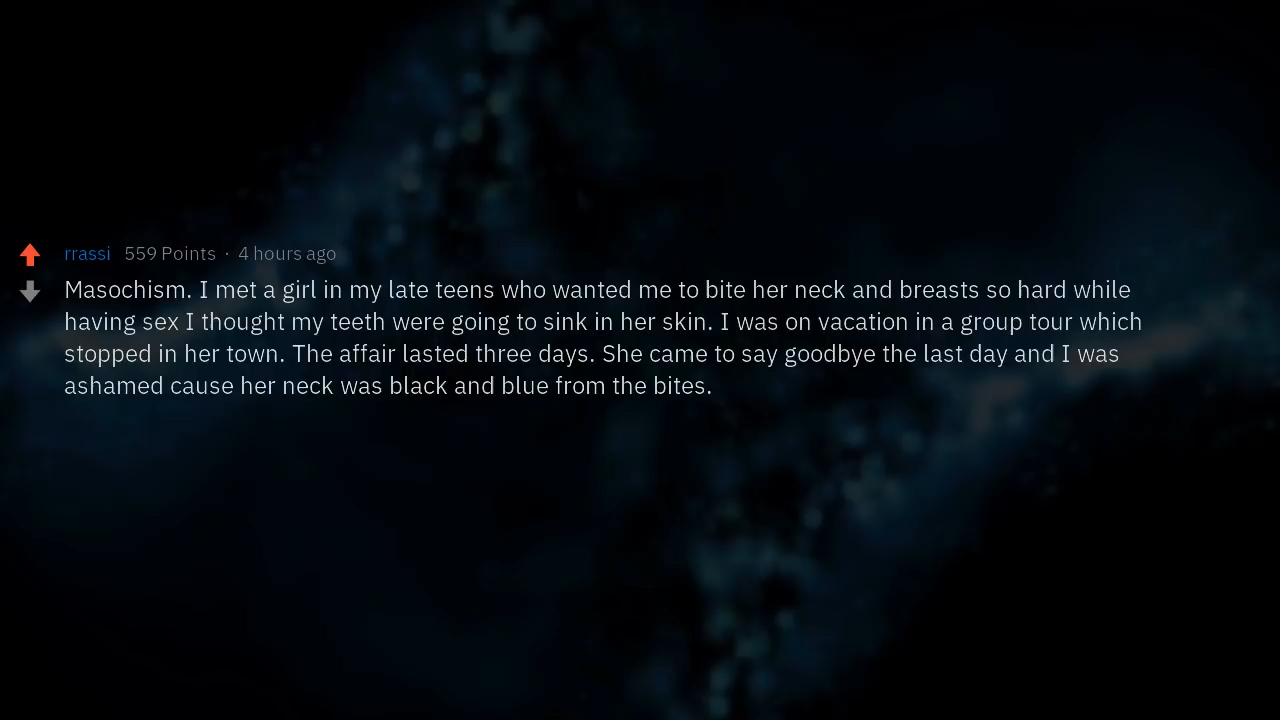 rrassi 559 Points · 4 hours ago
Masochism. I met a girl in my late teens who wanted me to bite her neck and breasts so hard while
having sex I thought my teeth were going to sink in her skin. I was on vacation in a group tour which
stopped in her town. The affair lasted three days. She came to say goodbye the last day and I was
ashamed cause her neck was black and blue from the bites.